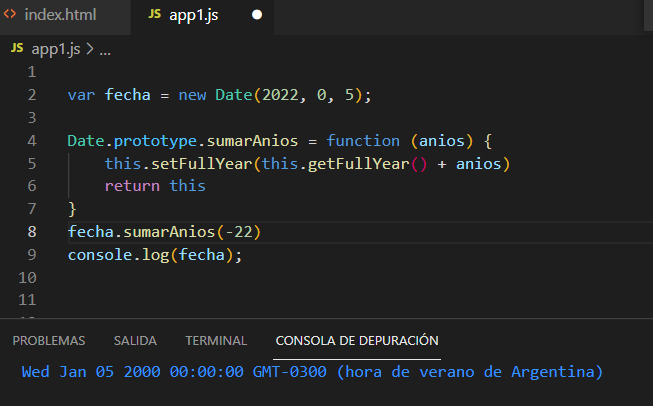 <> index.html JS app1.js ●
JS app1.js > ...
1
2 var fecha = new Date(2022, 0, 5);
3
4 Date.prototype.sumarAnios = function (anios) {
5     this.setFullYear(this.getFullYear() + anios)
6     return this
7 }
8 fecha.sumarAnios(-22)
9 console.log(fecha);
10
11
PROBLEMAS SALIDA TERMINAL CONSOLA DE DEPURACIÓN
Wed Jan 05 2000 00:00:00 GMT-0300 (hora de verano de Argentina)